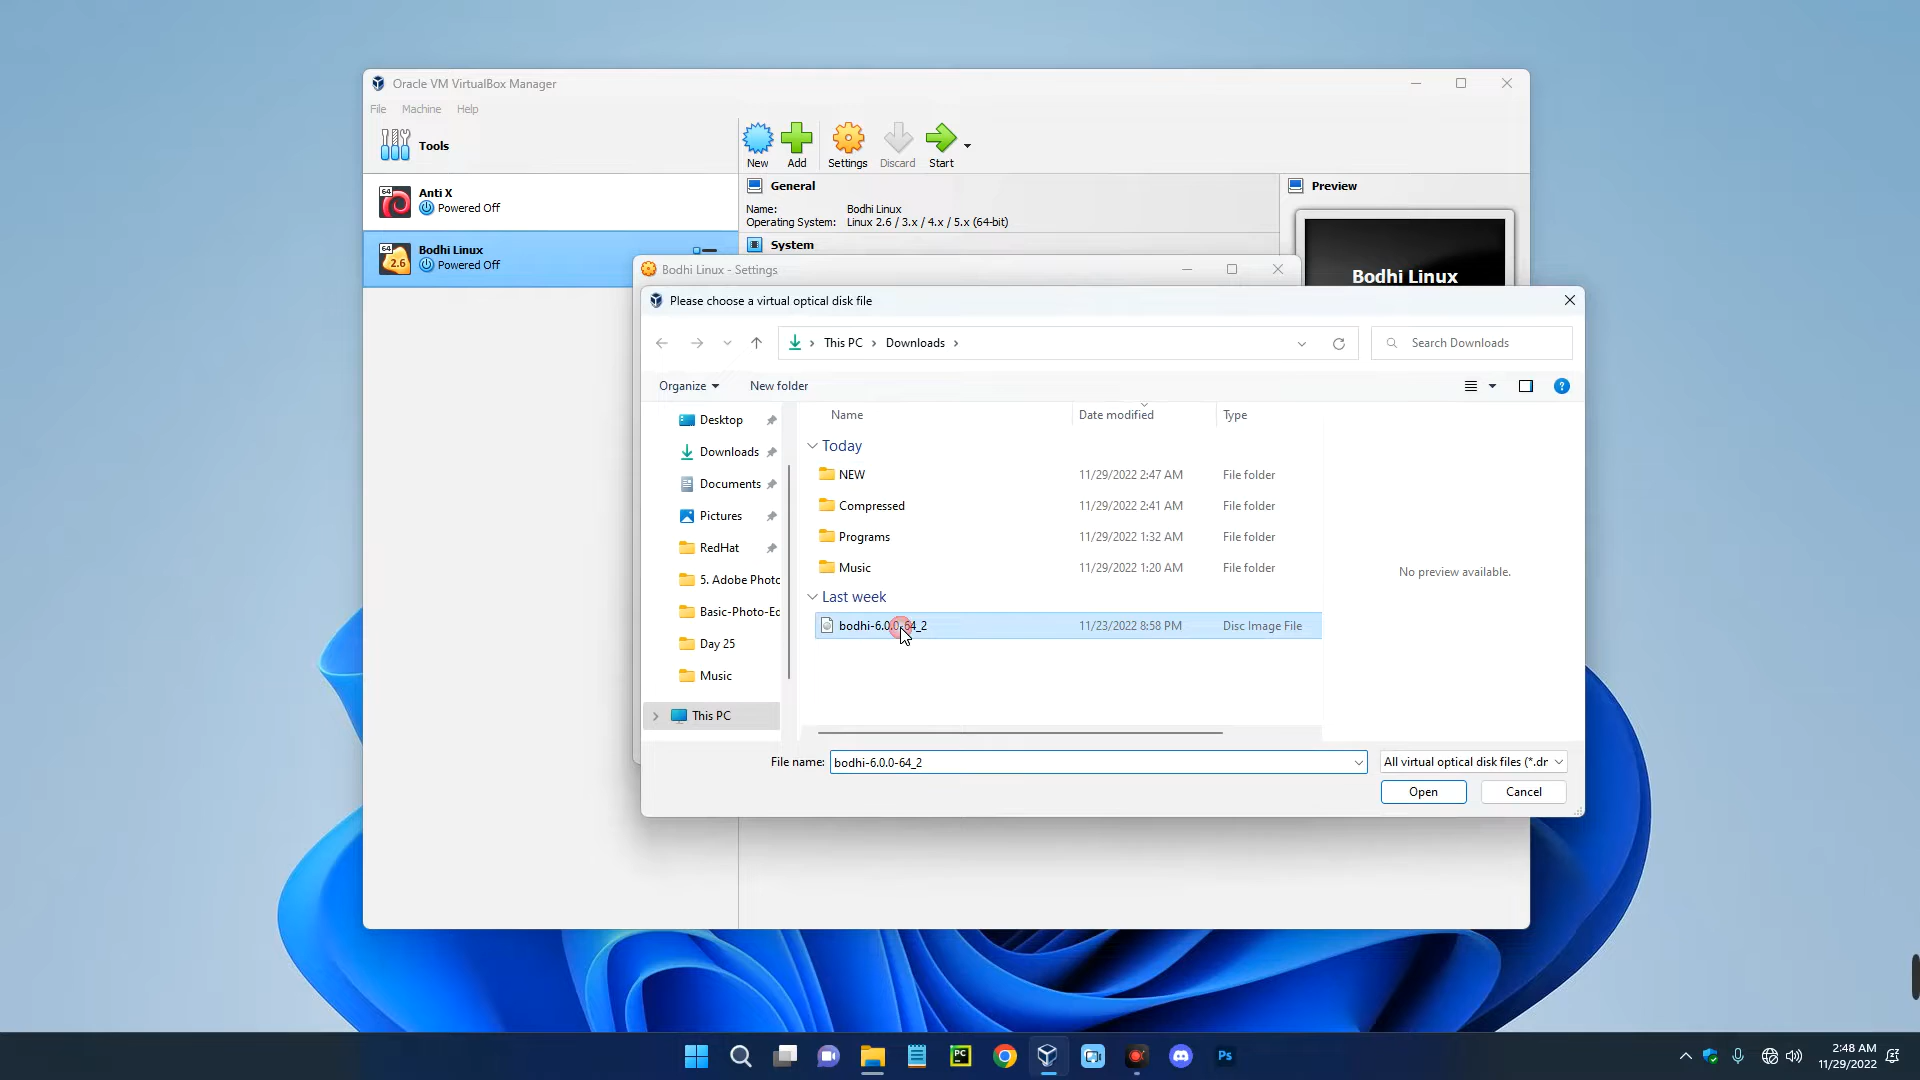 Oracle VM VirtualBox Manager
File Machine Help
Tools
New Add Settings Discard Start
64
Anti X
Powered Off
General
Name: Bodhi Linux
Operating System: Linux 2.6 / 3.x / 4.x / 5.x (64-bit)
Preview
64
2.6
Bodhi Linux
Powered Off
System
Bodhi Linux
Bodhi Linux - Settings
Please choose a virtual optical disk file
This PC Downloads
Search Downloads
Organize New folder
?
Name Date modified Type
Desktop
Downloads
Documents
Pictures
RedHat
5. Adobe Photo
Basic-Photo-Ed
Day 25
Music
This PC
Today
NEW 11/29/2022 2:47 AM File folder
Compressed 11/29/2022 2:41 AM File folder
Programs 11/29/2022 1:32 AM File folder
Music 11/29/2022 1:20 AM File folder
Last week
bodhi-6.0.0-64_2 11/23/2022 8:58 PM Disc Image File
No preview available.
File name: bodhi-6.0.0-64_2 All virtual optical disk files (*.dr
Open Cancel
PC Ps
2:48 AM
11/29/2022